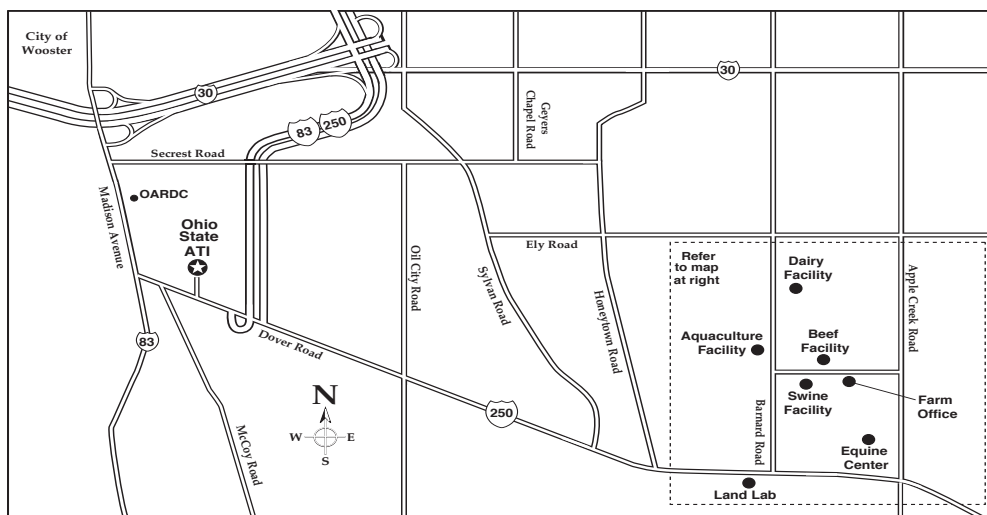 City of
Wooster
30
30
83
250
Geyers
Chapel Road
Secrest Road
OARDC
Madison Avenue
Ohio
State
ATI
Oil City Road
Sylvan Road
Ely Road
Honeytown Road
Refer
to map
at right
Dairy
Facility
Apple Creek Road
83
Dover Road
Aquaculture
Facility
Beef
Facility
McCoy Road
N
W
E
S
250
Barnard Road
Swine
Facility
Farm
Office
Equine
Center
Land Lab